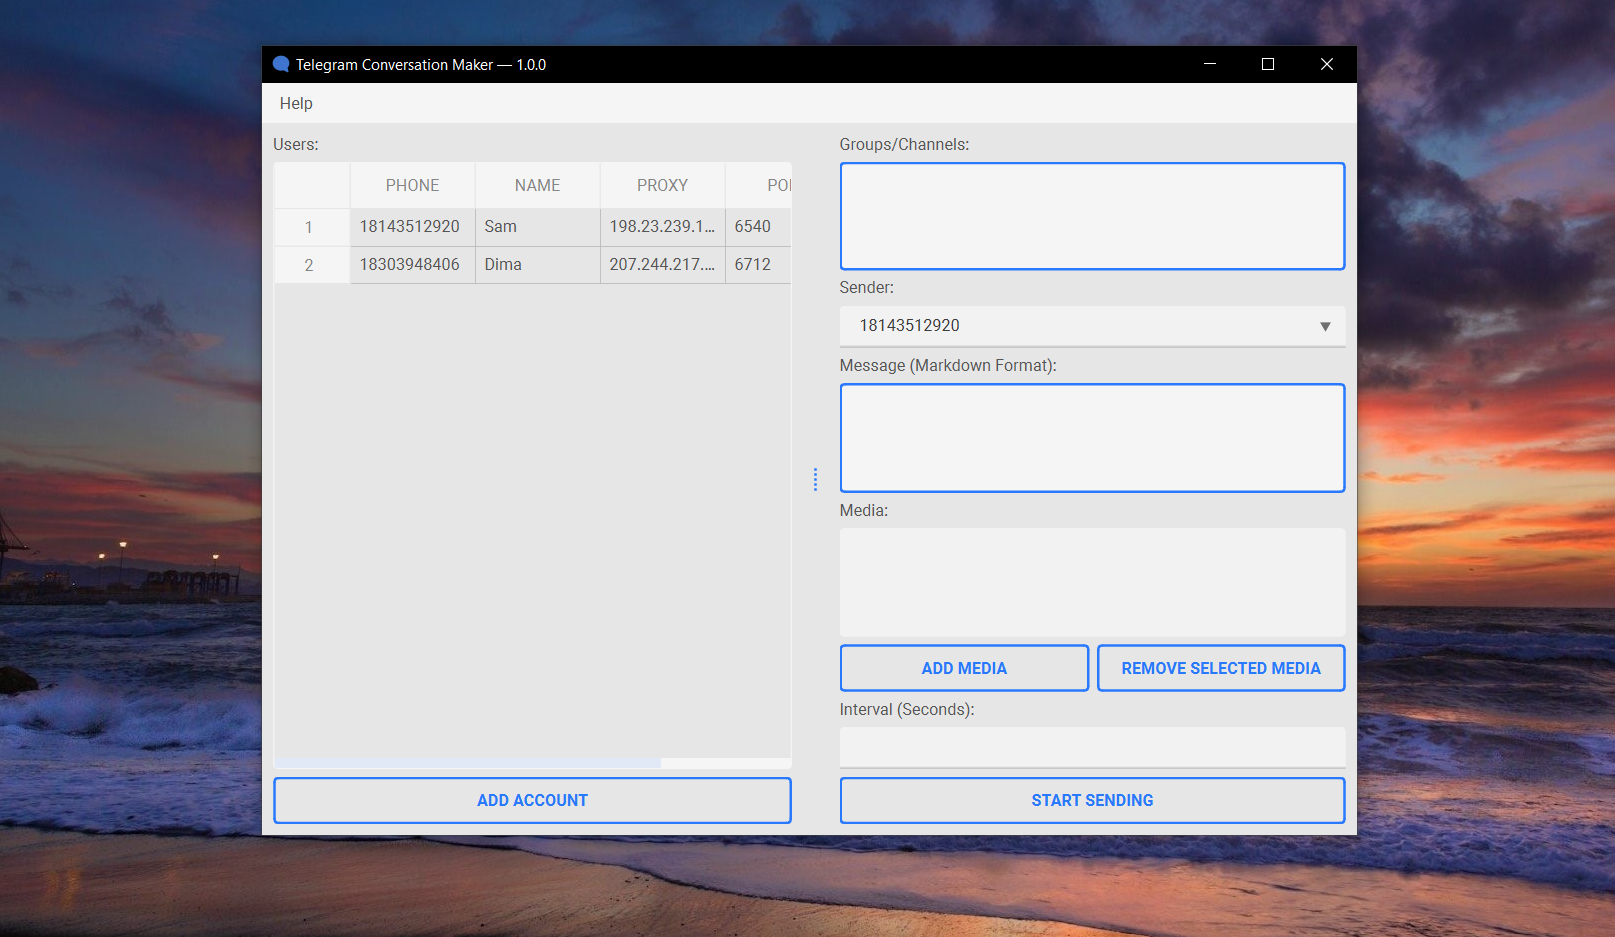 Telegram Conversation Maker — 1.0.0
Help
Users:
PHONE NAME PROXY POI
1 18143512920 Sam 198.23.239.1... 6540
2 18303948406 Dima 207.244.217.... 6712
ADD ACCOUNT
Groups/Channels:
Sender:
18143512920
Message (Markdown Format):
Media:
ADD MEDIA REMOVE SELECTED MEDIA
Interval (Seconds):
START SENDING